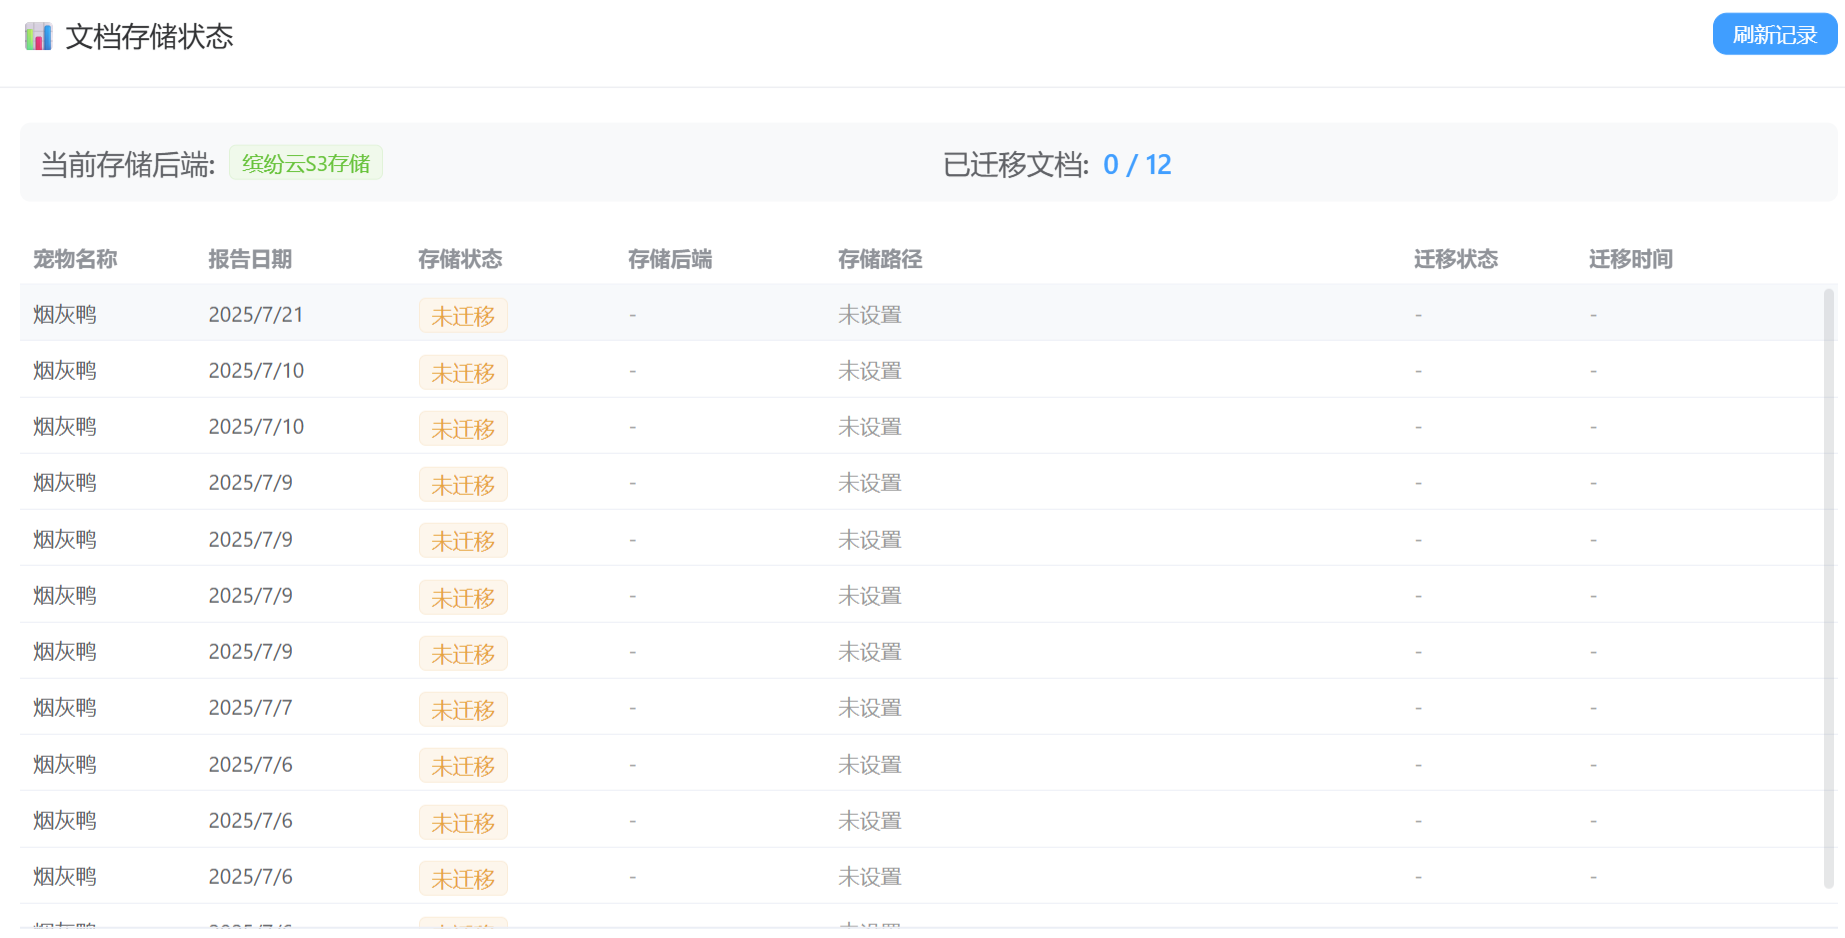 文档存储状态
刷新记录
当前存储后端: 缤纷云S3存储
已迁移文档: 0 / 12
宠物名称 报告日期 存储状态 存储后端 存储路径 迁移状态 迁移时间
烟灰鸭 2025/7/21 未迁移 - 未设置 - -
烟灰鸭 2025/7/10 未迁移 - 未设置 - -
烟灰鸭 2025/7/10 未迁移 - 未设置 - -
烟灰鸭 2025/7/9 未迁移 - 未设置 - -
烟灰鸭 2025/7/9 未迁移 - 未设置 - -
烟灰鸭 2025/7/9 未迁移 - 未设置 - -
烟灰鸭 2025/7/9 未迁移 - 未设置 - -
烟灰鸭 2025/7/7 未迁移 - 未设置 - -
烟灰鸭 2025/7/6 未迁移 - 未设置 - -
烟灰鸭 2025/7/6 未迁移 - 未设置 - -
烟灰鸭 2025/7/6 未迁移 - 未设置 - -